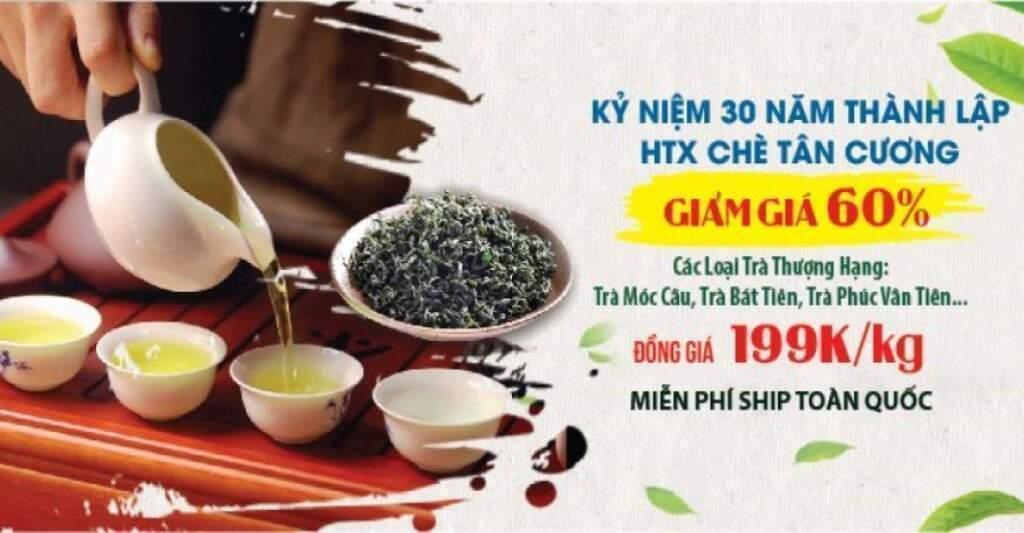 KỶ NIỆM 30 NĂM THÀNH LẬP
HTX CHÈ TÂN CƯƠNG
GIẢM GIÁ 60%
Các Loại Trà Thượng Hạng:
Trà Móc Câu, Trà Bát Tiên, Trà Phúc Vân Tiên...
ĐỒNG GIÁ 199K/kg
MIỄN PHÍ SHIP TOÀN QUỐC